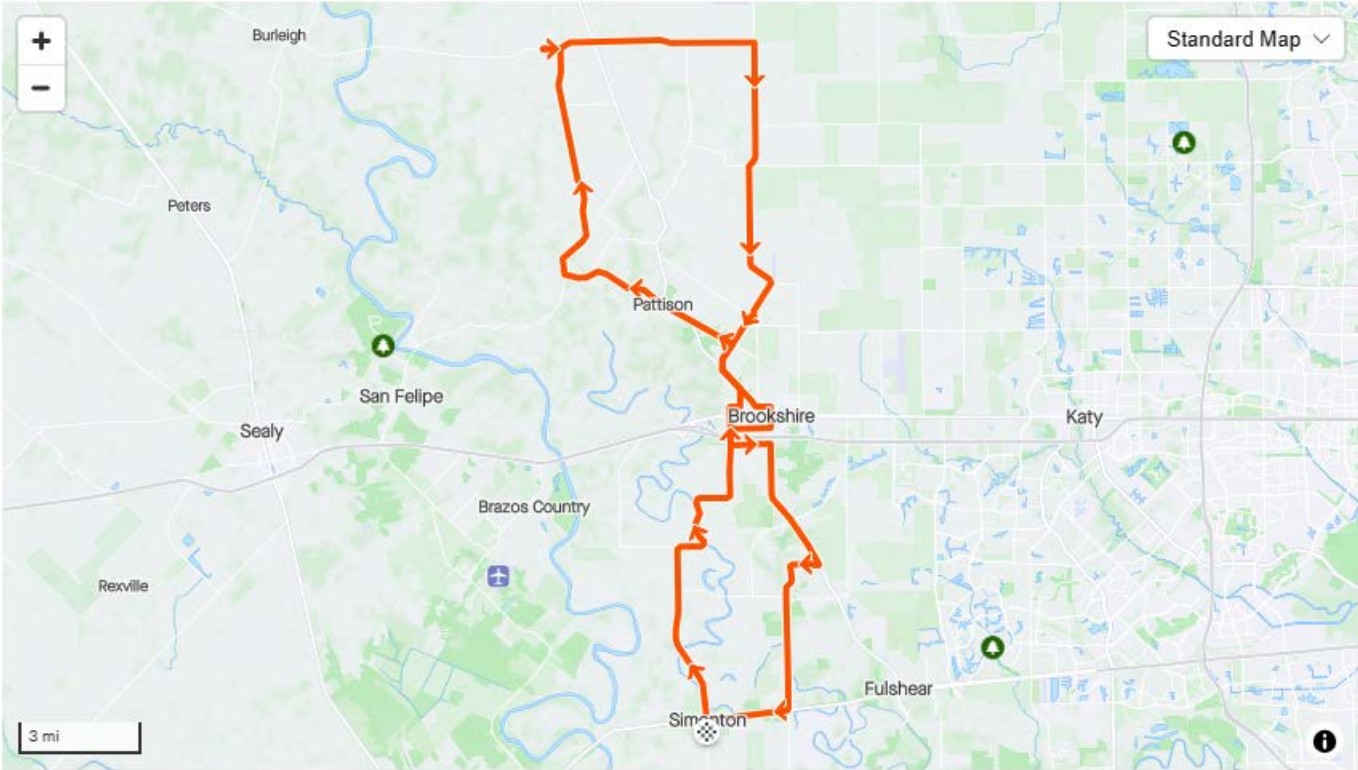 +
Burleigh
Standard Map
−
Peters
Pattison
San Felipe
Brookshire
Katy
Sealy
Brazos Country
Rexville
Fulshear
Simonton
3 mi
i